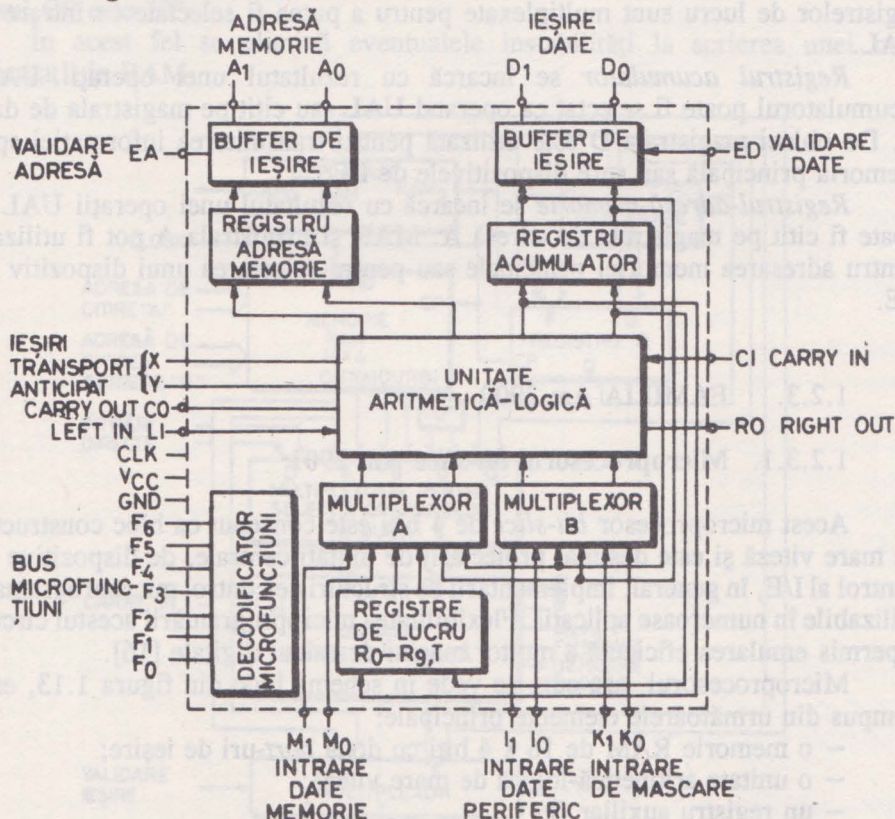 ADRESĂ
MEMORIE
A1 A0
IEȘIRE
DATE
D1 D0
VALIDARE EA
ADRESĂ
BUFFER DE
IEȘIRE
BUFFER DE
IEȘIRE
ED VALIDARE
DATE
REGISTRU
ADRESĂ
MEMORIE
REGISTRU
ACUMULATOR
IEȘIRI
TRANSPORT
ANTICIPAT
X
Y
CARRY OUT CO
LEFT IN LI
CLK
VCC
GND
UNITATE
ARITMETICĂ-LOGICĂ
CI CARRY IN
RO RIGHT OUT
MULTIPLEXOR
A
MULTIPLEXOR
B
BUS
MICROFUNC-
TIUNI
F6
F5
F4
F3
F2
F1
F0
DECODIFICATOR
MICROFUNCTIUNI
REGISTRE
DE LUCRU
R0-R9,T
M1 M0
INTRARE
DATE
MEMORIE
I1 I0
INTRARE
DATE
PERIFERIC
K1 K0
INTRARE
DE MASCARE